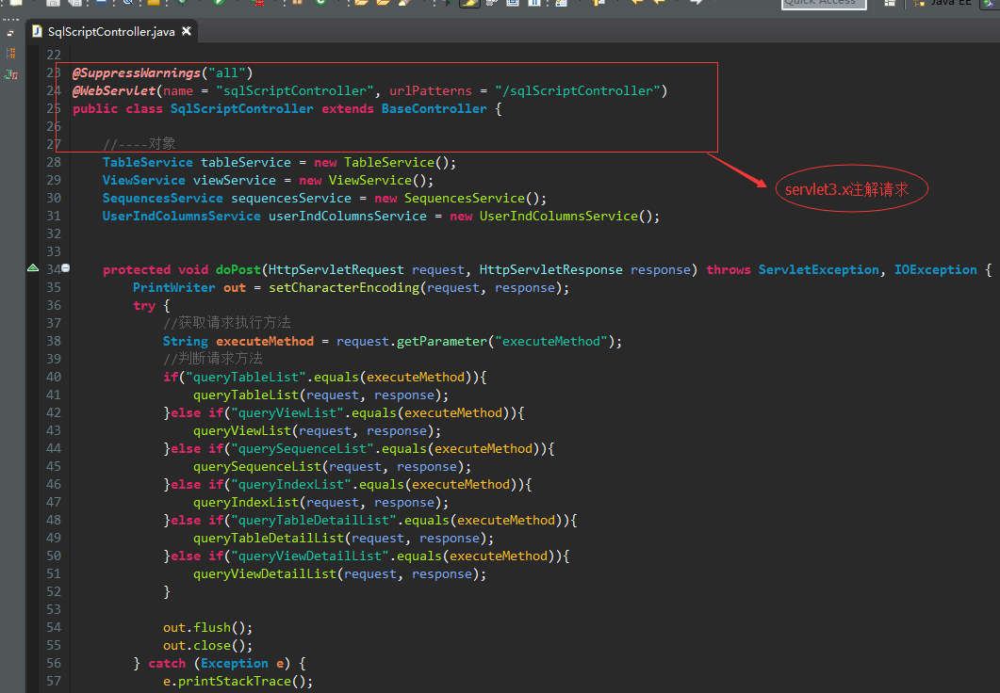 Quick Access
Java EE
SqlScriptController.java
22
23 @SuppressWarnings("all")
24 @WebServlet(name = "sqlScriptController", urlPatterns = "/sqlScriptController")
25 public class SqlScriptController extends BaseController {
26
27 //----对象
28 TableService tableService = new TableService();
29 ViewService viewService = new ViewService();
30 SequencesService sequencesService = new SequencesService();
31 UserIndColumnsService userIndColumnsService = new UserIndColumnsService();
servlet3.x注解请求
32
33
34 protected void doPost(HttpServletRequest request, HttpServletResponse response) throws ServletException, IOException {
35 PrintWriter out = setCharacterEncoding(request, response);
36 try {
37 //获取请求执行方法
38 String executeMethod = request.getParameter("executeMethod");
39 //判断请求方法
40 if("queryTableList".equals(executeMethod)){
41 queryTableList(request, response);
42 }else if("queryViewList".equals(executeMethod)){
43 queryViewList(request, response);
44 }else if("querySequenceList".equals(executeMethod)){
45 querySequenceList(request, response);
46 }else if("queryIndexList".equals(executeMethod)){
47 queryIndexList(request, response);
48 }else if("queryTableDetailList".equals(executeMethod)){
49 queryTableDetailList(request, response);
50 }else if("queryViewDetailList".equals(executeMethod)){
51 queryViewDetailList(request, response);
52 }
53
54 out.flush();
55 out.close();
56 } catch (Exception e) {
57 e.printStackTrace();